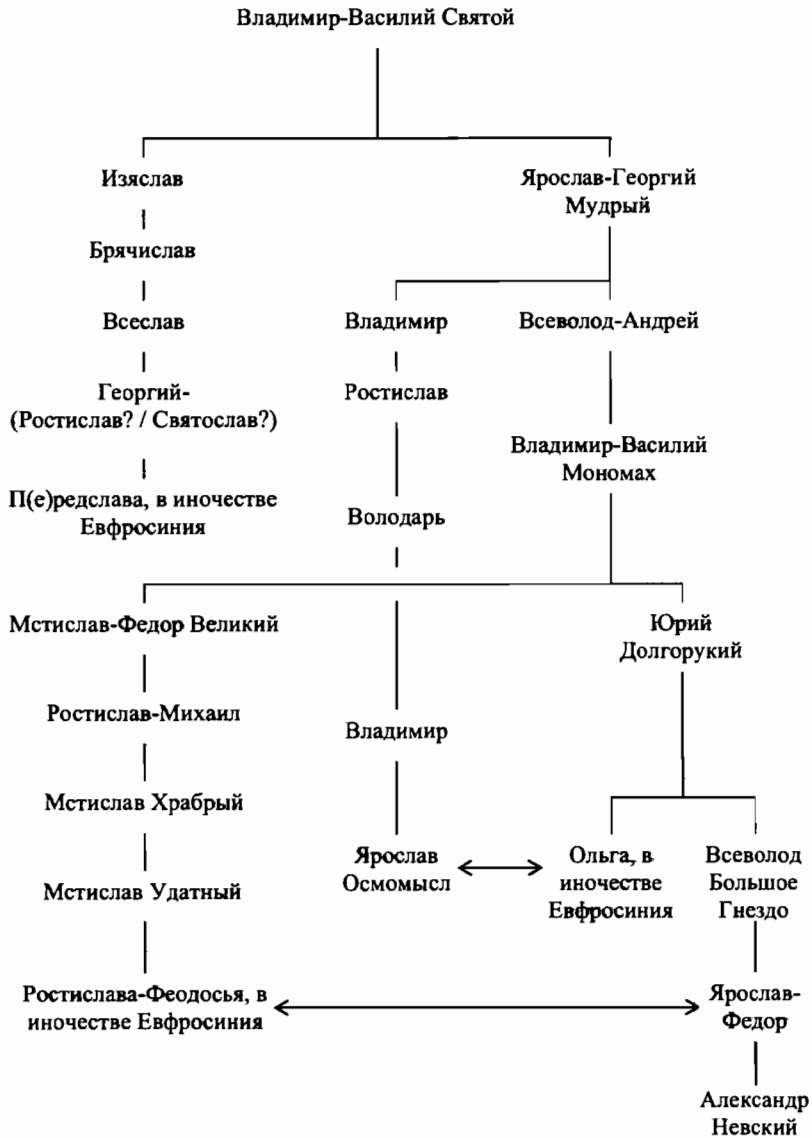 Владимир-Василий Святой
Изяслав
Ярослав-Георгий
Мудрый
Брячислав
Всеслав
Владимир
Всеволод-Андрей
Георгий-
(Ростислав? / Святослав?)
Ростислав
Владимир-Василий
Мономах
П(е)редслава, в иночестве
Евфросиния
Володарь
Мстислав-Федор Великий
Юрий
Долгорукий
Ростислав-Михаил
Владимир
Мстислав Храбрый
Ярослав
Осмомысл
Ольга, в
иночестве
Евфросиния
Всеволод
Большое
Гнездо
Мстислав Удатный
Ростислава-Феодосья, в
иночестве Евфросиния
Ярослав-
Федор
Александр
Невский